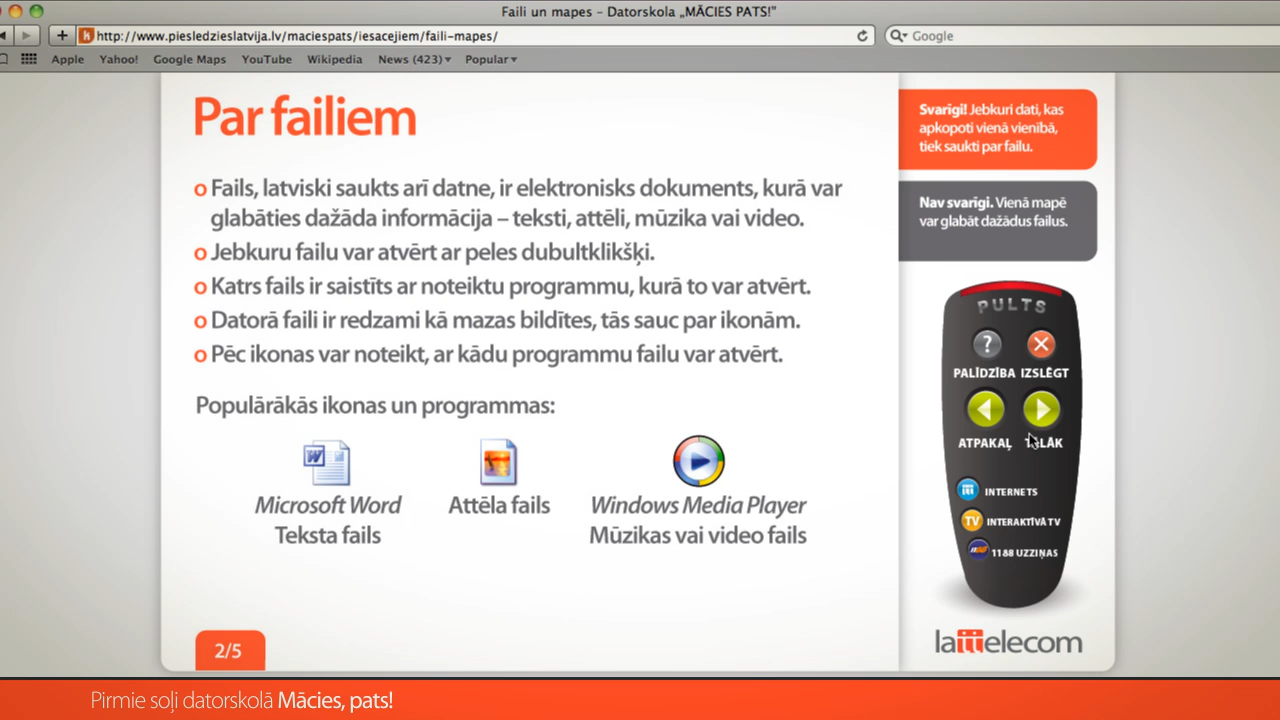 Faili un mapes – Datorskola „MĀCIES PATS!"
http://www.piesledzieslatvija.lv/maciespats/iesacejiem/faili-mapes/
Google
Apple Yahoo! Google Maps YouTube Wikipedia News (423) Popular
Par failiem
Fails, latviski saukts arī datne, ir elektronisks dokuments, kurā var
glabāties dažāda informācija – teksti, attēli, mūzika vai video.
Jebkuru failu var atvērt ar peles dubultklikšķi.
Katrs fails ir saistīts ar noteiktu programmu, kurā to var atvērt.
Datorā faili ir redzami kā mazas bildītes, tās sauc par ikonām.
Pēc ikonas var noteikt, ar kādu programmu failu var atvērt.
Populārākās ikonas un programmas:
Microsoft Word
Teksta fails
Attēla fails
Windows Media Player
Mūzikas vai video fails
2/5
Svarīgi! Jebkuri dati, kas
apkopoti vienā vienībā,
tiek saukti par failu.
Nav svarīgi. Vienā mapē
var glabāt dažādus failus.
PULTS
?
PALĪDZĪBA IZSLĒGT
ATPAKAĻ TĀLĀK
INTERNETS
TV INTERAKTĪVĀ TV
1188 UZZIŅAS
lattelecom
Pirmie soļi datorskolā Mācies, pats!